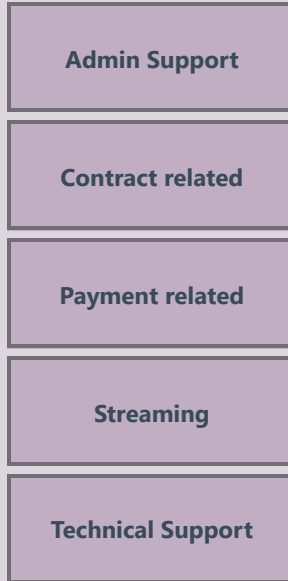 Admin Support
Contract related
Payment related
Streaming
Technical Support